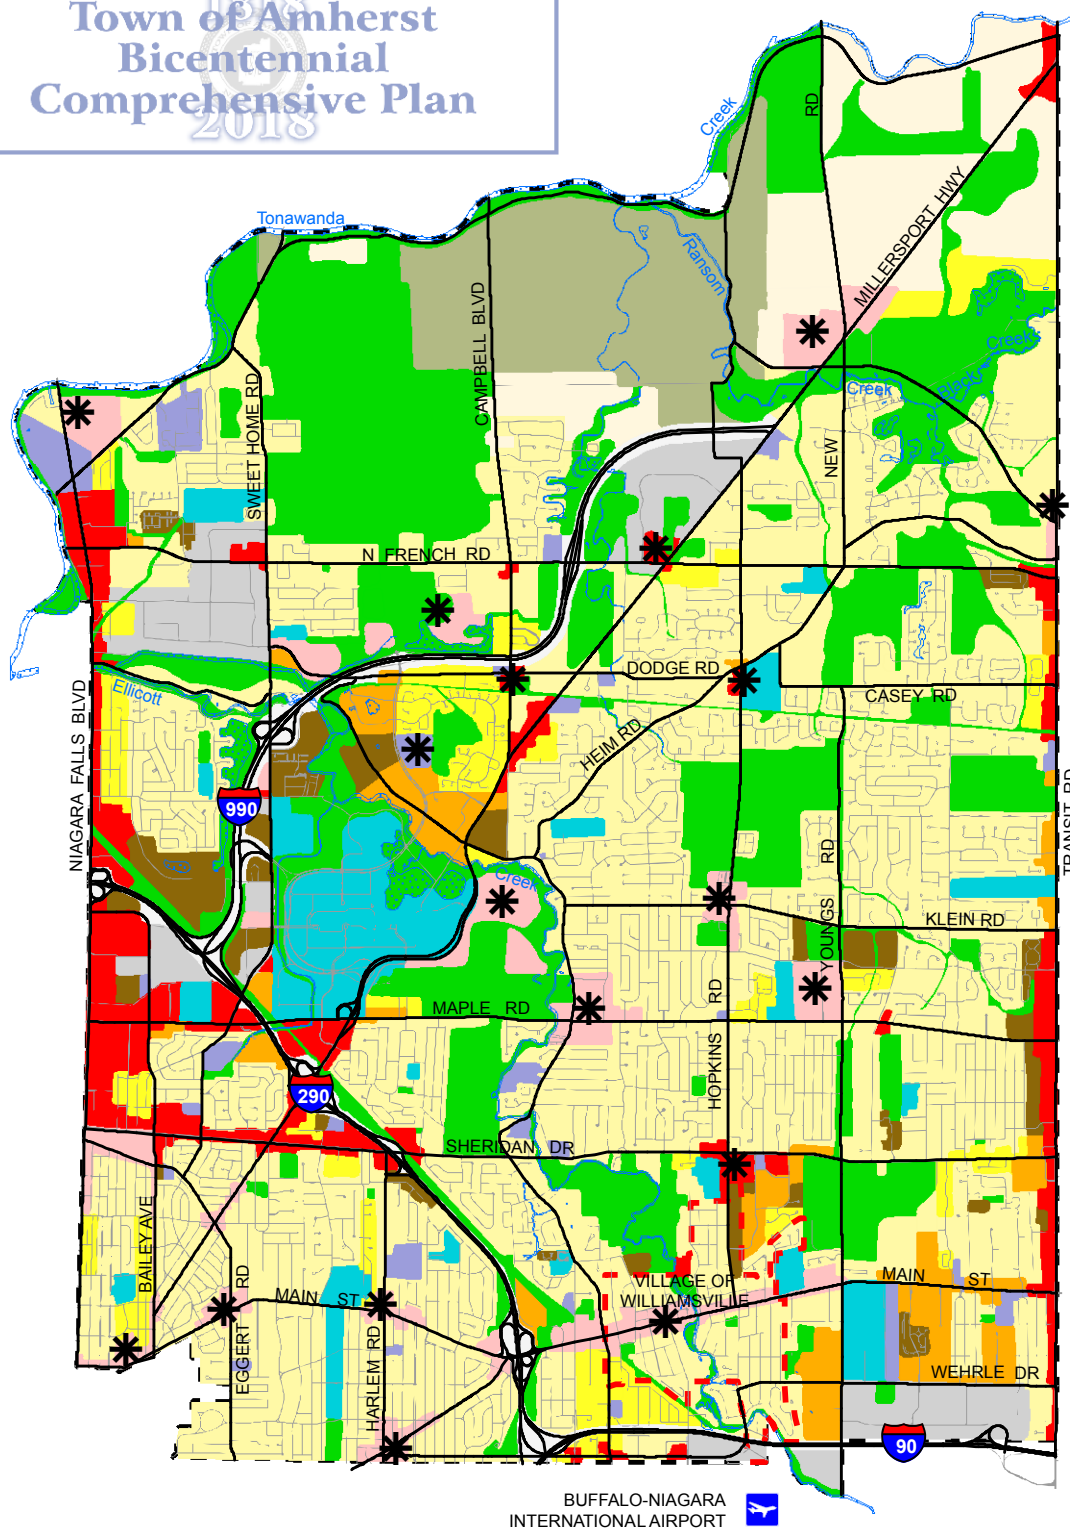 Town of Amherst
Bicentennial
Comprehensive Plan
2018
Creek
RD
Tonawanda
MILLERSPORT HWY
Ransom
CAMPBELL BLVD
Creek
Creek
Black
SWEET HOME RD
NEW
N FRENCH RD
DODGE RD
CASEY RD
Ellicott
HEIM RD
NIAGARA FALLS BLVD
990
TRANSIT RD
Creek
YOUNGS RD
KLEIN RD
MAPLE RD
HOPKINS RD
290
SHERIDAN DR
BAILEY AVE
EGGERT RD
MAIN ST
HARLEM RD
VILLAGE OF
WILLIAMSVILLE
MAIN ST
WEHRLE DR
90
BUFFALO-NIAGARA
INTERNATIONAL AIRPORT